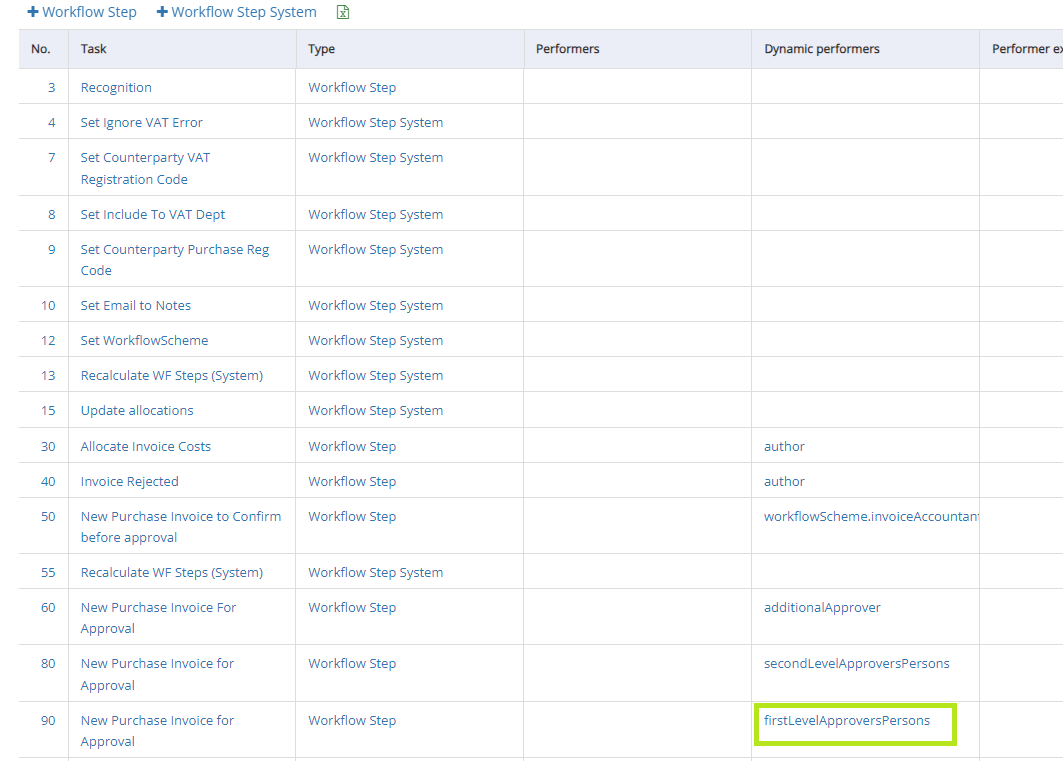 + Workflow Step + Workflow Step System
No. Task Type Performers Dynamic performers Performer ex
3 Recognition Workflow Step
4 Set Ignore VAT Error Workflow Step System
7 Set Counterparty VAT Workflow Step System
Registration Code
8 Set Include To VAT Dept Workflow Step System
9 Set Counterparty Purchase Reg Workflow Step System
Code
10 Set Email to Notes Workflow Step System
12 Set WorkflowScheme Workflow Step System
13 Recalculate WF Steps (System) Workflow Step System
15 Update allocations Workflow Step System
30 Allocate Invoice Costs Workflow Step author
40 Invoice Rejected Workflow Step author
50 New Purchase Invoice to Confirm Workflow Step workflowScheme.invoiceAccountant
before approval
55 Recalculate WF Steps (System) Workflow Step System
60 New Purchase Invoice For Workflow Step additionalApprover
Approval
80 New Purchase Invoice for Workflow Step secondLevelApproversPersons
Approval
90 New Purchase Invoice for Workflow Step firstLevelApproversPersons
Approval